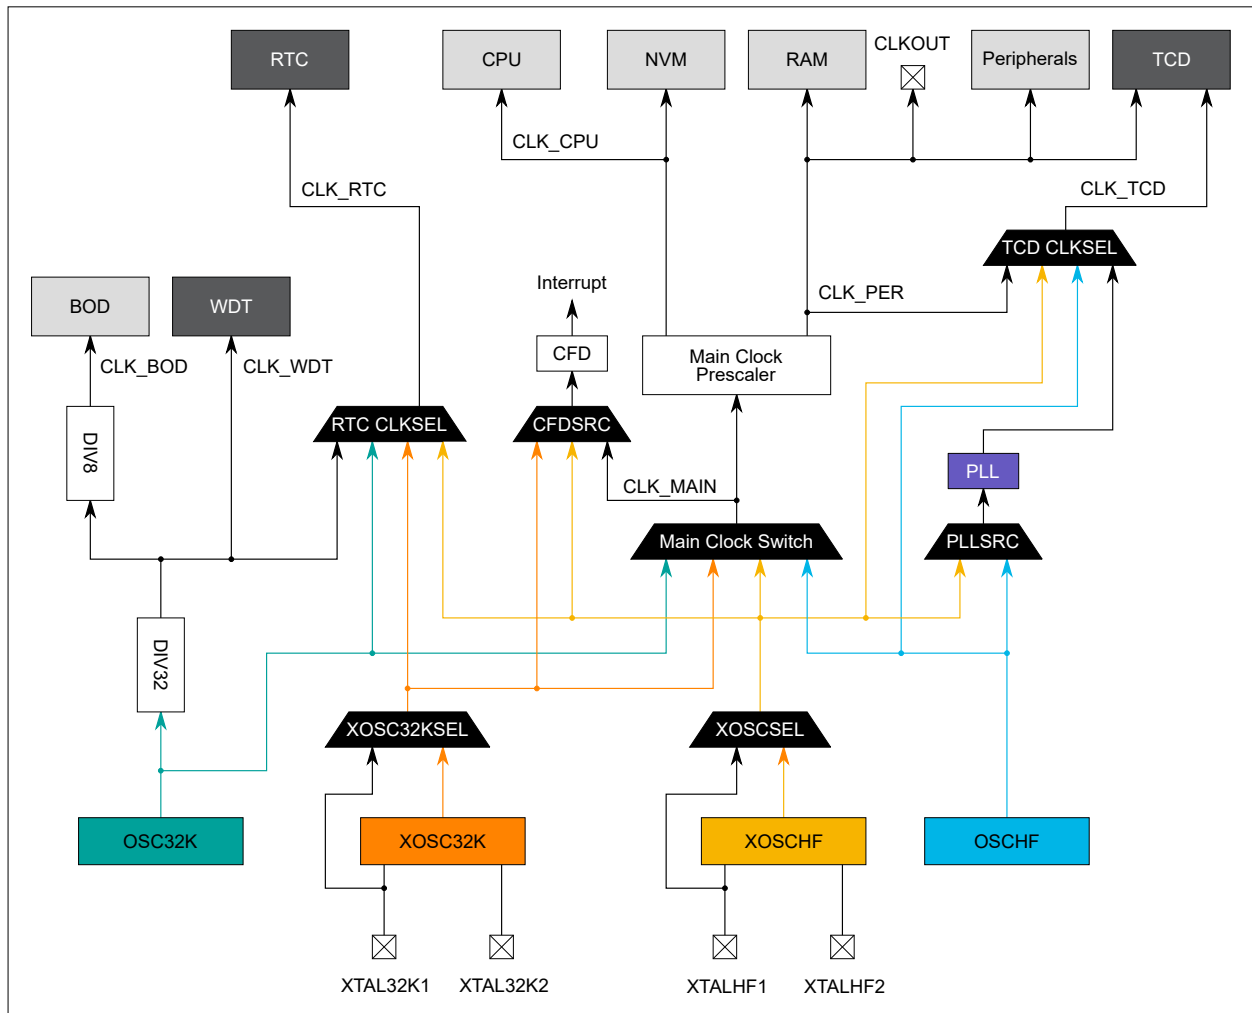 RTC
CPU
NVM
RAM
CLKOUT
Peripherals
TCD
CLK_CPU
CLK_RTC
CLK_TCD
TCD CLKSEL
BOD
WDT
Interrupt
CLK_PER
CLK_BOD
CLK_WDT
CFD
Main Clock
Prescaler
DIV8
RTC CLKSEL
CFDSRC
PLL
CLK_MAIN
Main Clock Switch
PLLSRC
DIV32
XOSC32KSEL
XOSCSEL
OSC32K
XOSC32K
XOSCHF
OSCHF
XTAL32K1
XTAL32K2
XTALHF1
XTALHF2